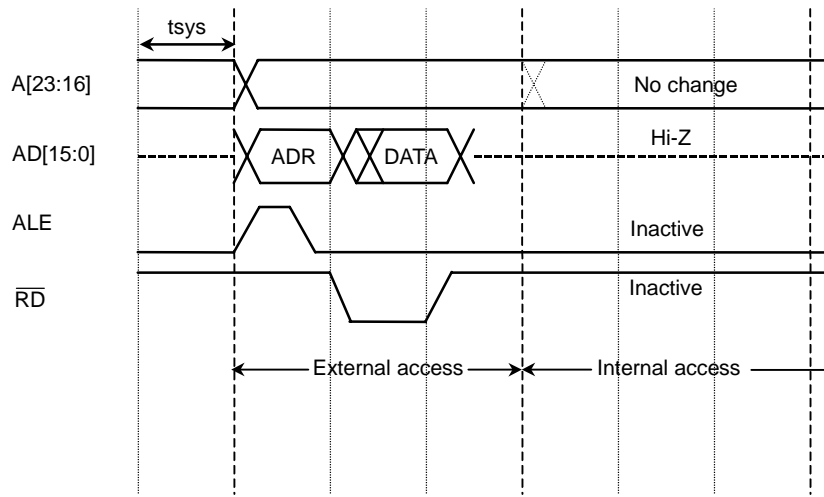 tsys
A[23:16]
No change
AD[15:0]
ADR
DATA
Hi-Z
ALE
Inactive
RD
Inactive
External access
Internal access